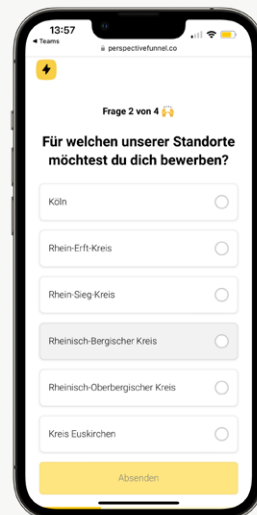 13:57
◀ Teams
perspectivefunnel.co
Frage 2 von 4 🙌
Für welchen unserer Standorte
möchtest du dich bewerben?
Köln
Rhein-Erft-Kreis
Rhein-Sieg-Kreis
Rheinisch-Bergischer Kreis
Rheinisch-Oberbergischer Kreis
Kreis Euskirchen
Absenden